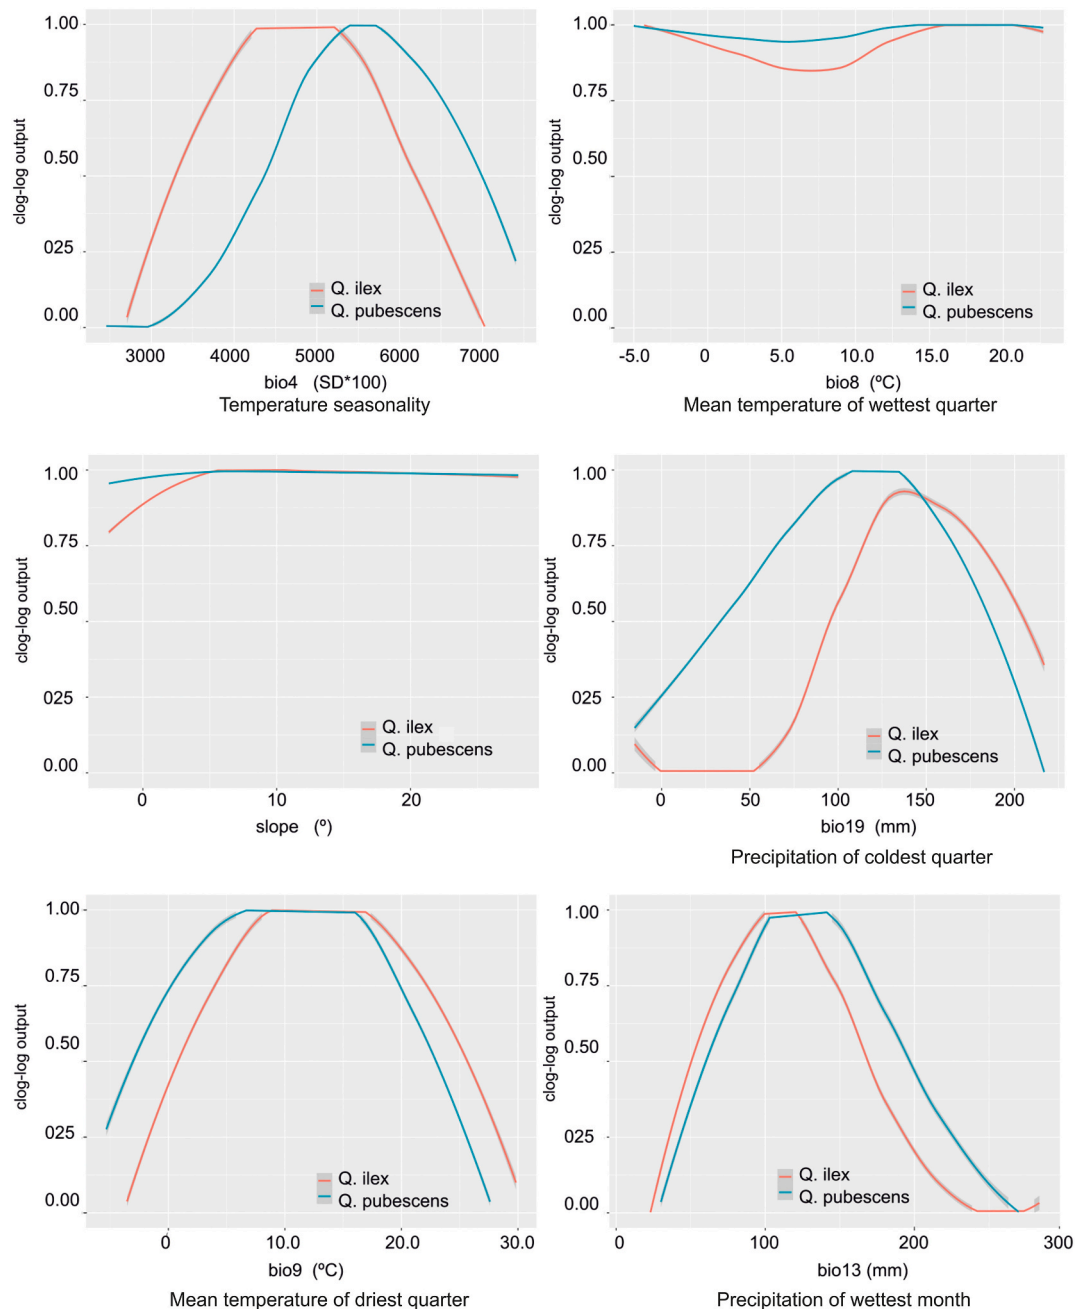 1.00
0.75
0.50
025
0.00
clog-log output
Q. ilex
Q. pubescens
3000 4000 5000 6000 7000
bio4 (SD*100)
Temperature seasonality
1.00
0.75
0.50
025
0.00
clog-log output
Q. ilex
Q. pubescens
-5.0 0 5.0 10.0 15.0 20.0
bio8 (ºC)
Mean temperature of wettest quarter
1.00
0.75
0.50
025
0.00
clog-log output
Q. ilex
Q. pubescens
0 10 20
slope (º)
1.00
0.75
0.50
025
0.00
clog-log output
Q. ilex
Q. pubescens
0 50 100 150 200
bio19 (mm)
Precipitation of coldest quarter
1.00
0.75
0.50
025
0.00
clog-log output
Q. ilex
Q. pubescens
0 10.0 20.0 30.0
bio9 (ºC)
Mean temperature of driest quarter
1.00
0.75
0.50
025
0.00
clog-log output
Q. ilex
Q. pubescens
0 100 200 300
bio13 (mm)
Precipitation of wettest month